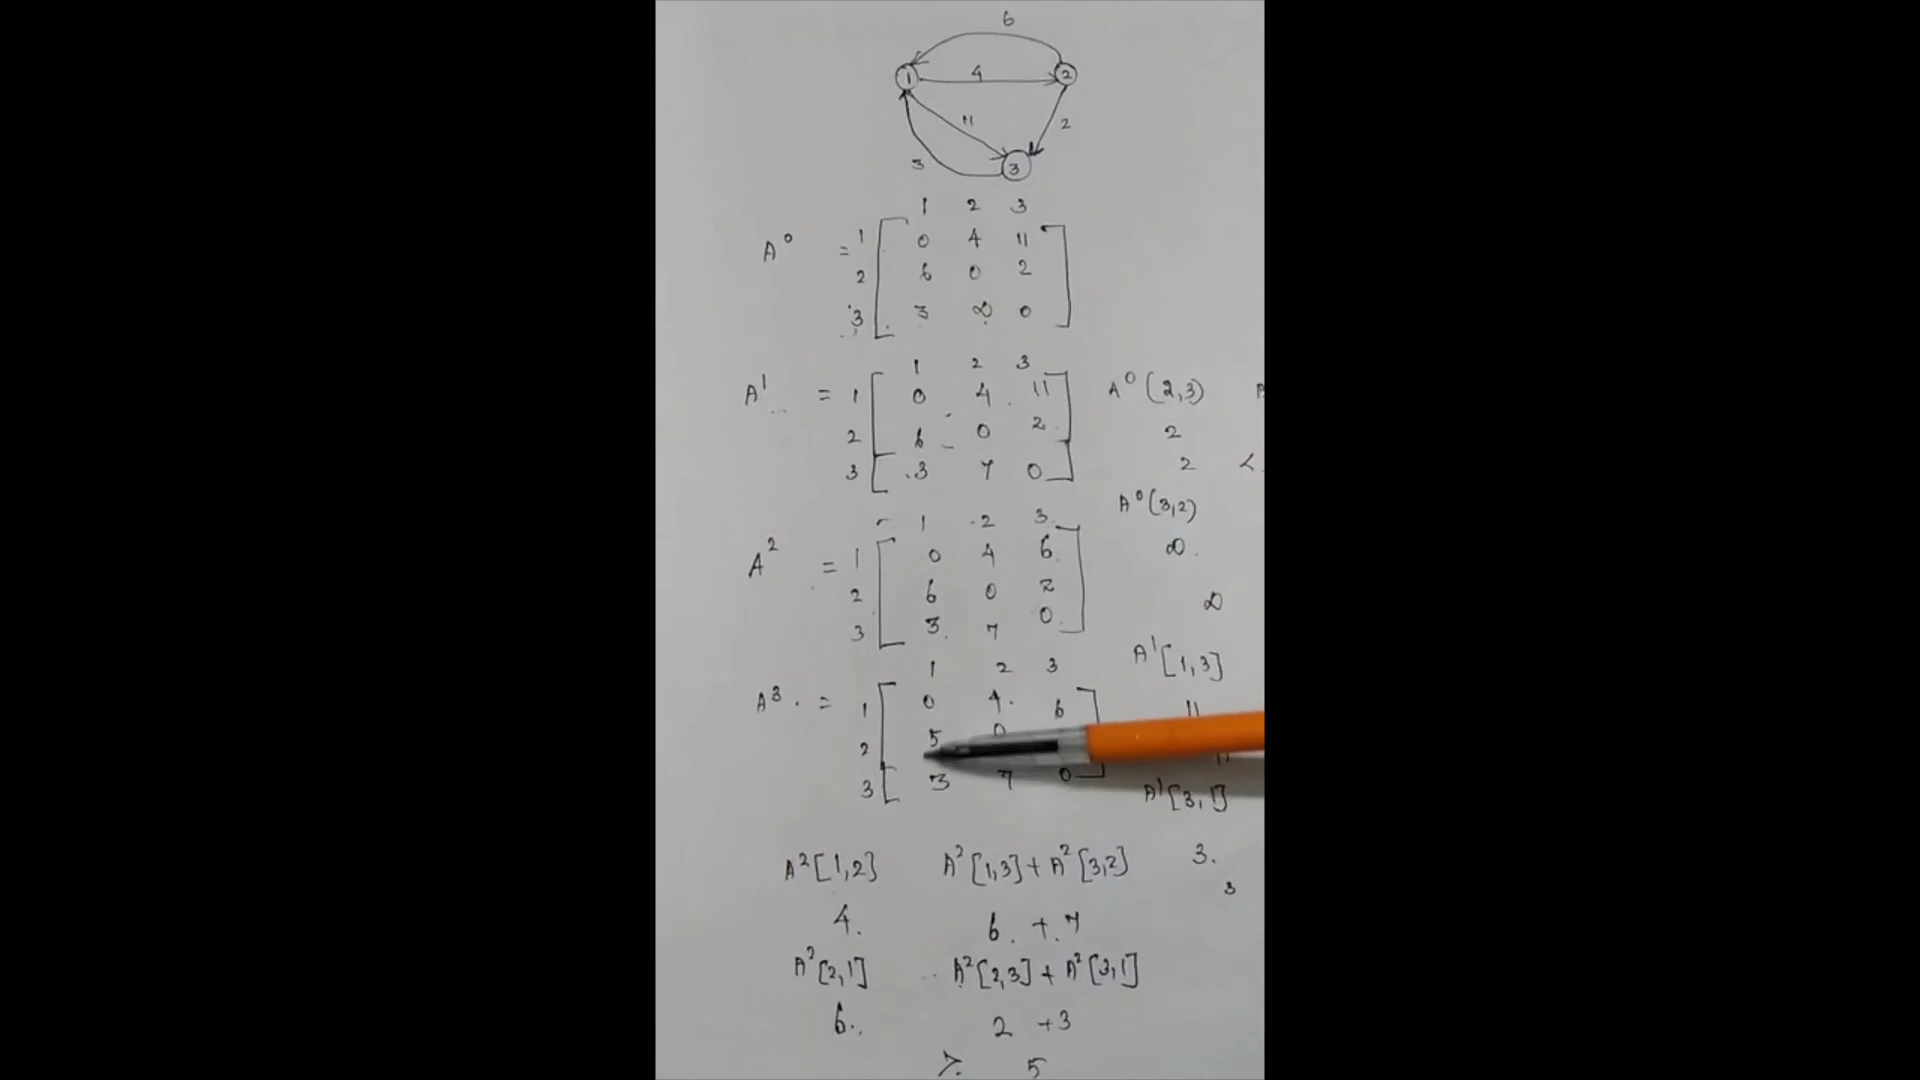 6
1 4 2
11 2
3 3
1 2 3
A⁰ = 1 0 4 11
2 6 0 2
3 3 ∞ 0
1 2 3
A¹ = 1 0 4 11
2 6 0 2
3 3 7 0
A⁰(2,3)
2
2 <
A⁰(3,2)
∞
∞
1 2 3
A² = 1 0 4 6
2 6 0 2
3 3 7 0
A¹[1,3]
11
11
A¹[3,1]
3.
3
1 2 3
A³ = 1 0 4 6
2 5 0
3 3 7 0
A²[1,2] A²[1,3] + A²[3,2]
4. 6 + 7
A²[2,1] A²[2,3] + A²[3,1]
6. 2 + 3
> 5